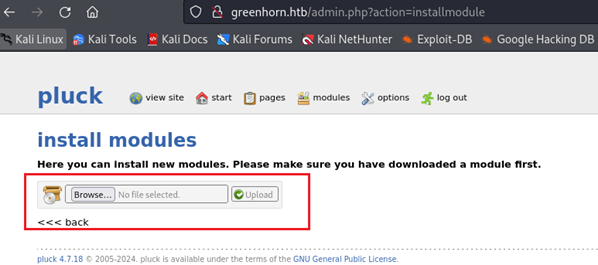 greenhorn.htb/admin.php?action=installmodule
Kali Linux Kali Tools Kali Docs Kali Forums Kali NetHunter Exploit-DB Google Hacking DB
pluck view site start pages modules options log out
install modules
Here you can install new modules. Please make sure you have downloaded a module first.
Browse... No file selected. Upload
<<< back
pluck 4.7.18 © 2005-2024. pluck is available under the terms of the GNU General Public License.